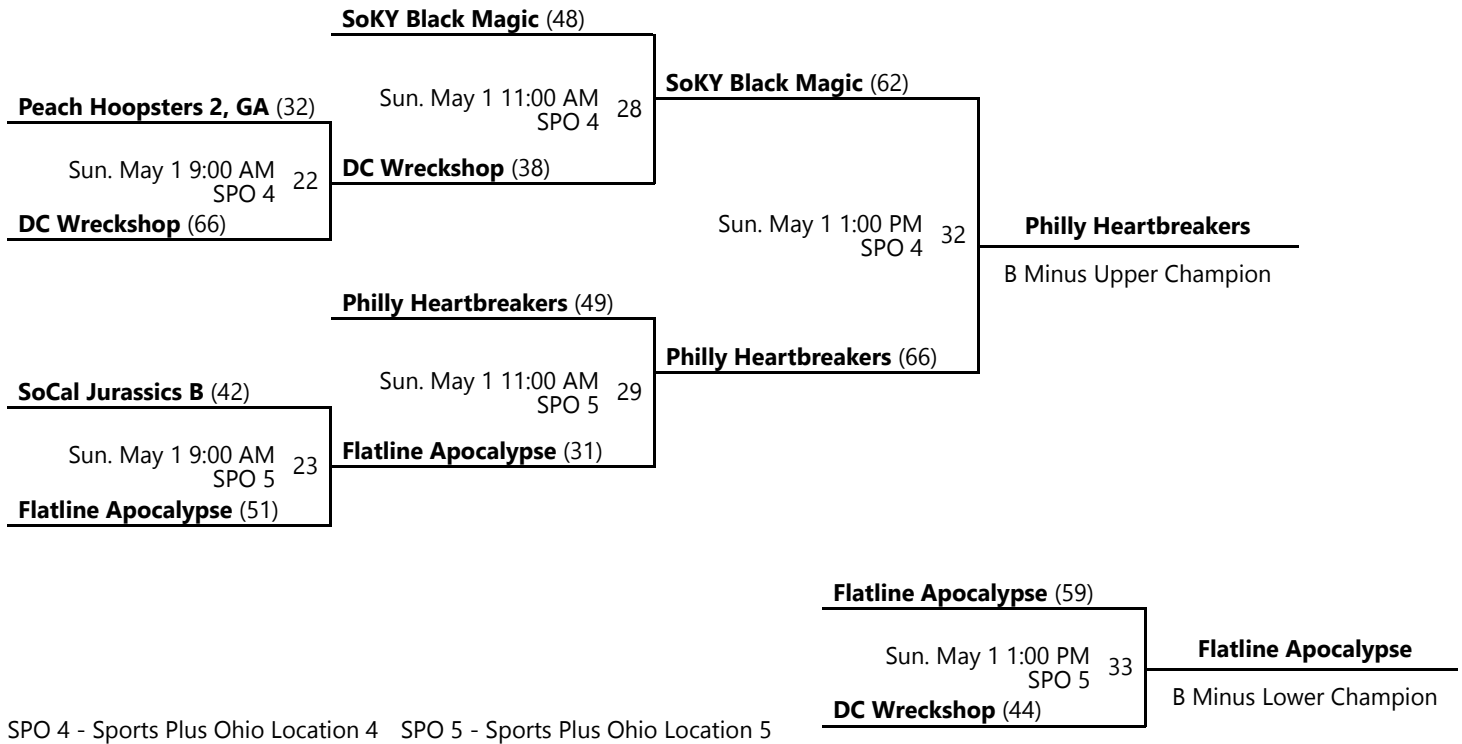 SoKY Black Magic (48)
Sun. May 1 11:00 AM
SPO 4
28
DC Wreckshop (38)
Peach Hoopsters 2, GA (32)
Sun. May 1 9:00 AM
SPO 4
22
DC Wreckshop (66)
SoKY Black Magic (62)
Sun. May 1 1:00 PM
SPO 4
32
Philly Heartbreakers (66)
Philly Heartbreakers
B Minus Upper Champion
Philly Heartbreakers (49)
Sun. May 1 11:00 AM
SPO 5
29
Flatline Apocalypse (31)
SoCal Jurassics B (42)
Sun. May 1 9:00 AM
SPO 5
23
Flatline Apocalypse (51)
Flatline Apocalypse (59)
Sun. May 1 1:00 PM
SPO 5
33
DC Wreckshop (44)
Flatline Apocalypse
B Minus Lower Champion
SPO 4 - Sports Plus Ohio Location 4 SPO 5 - Sports Plus Ohio Location 5